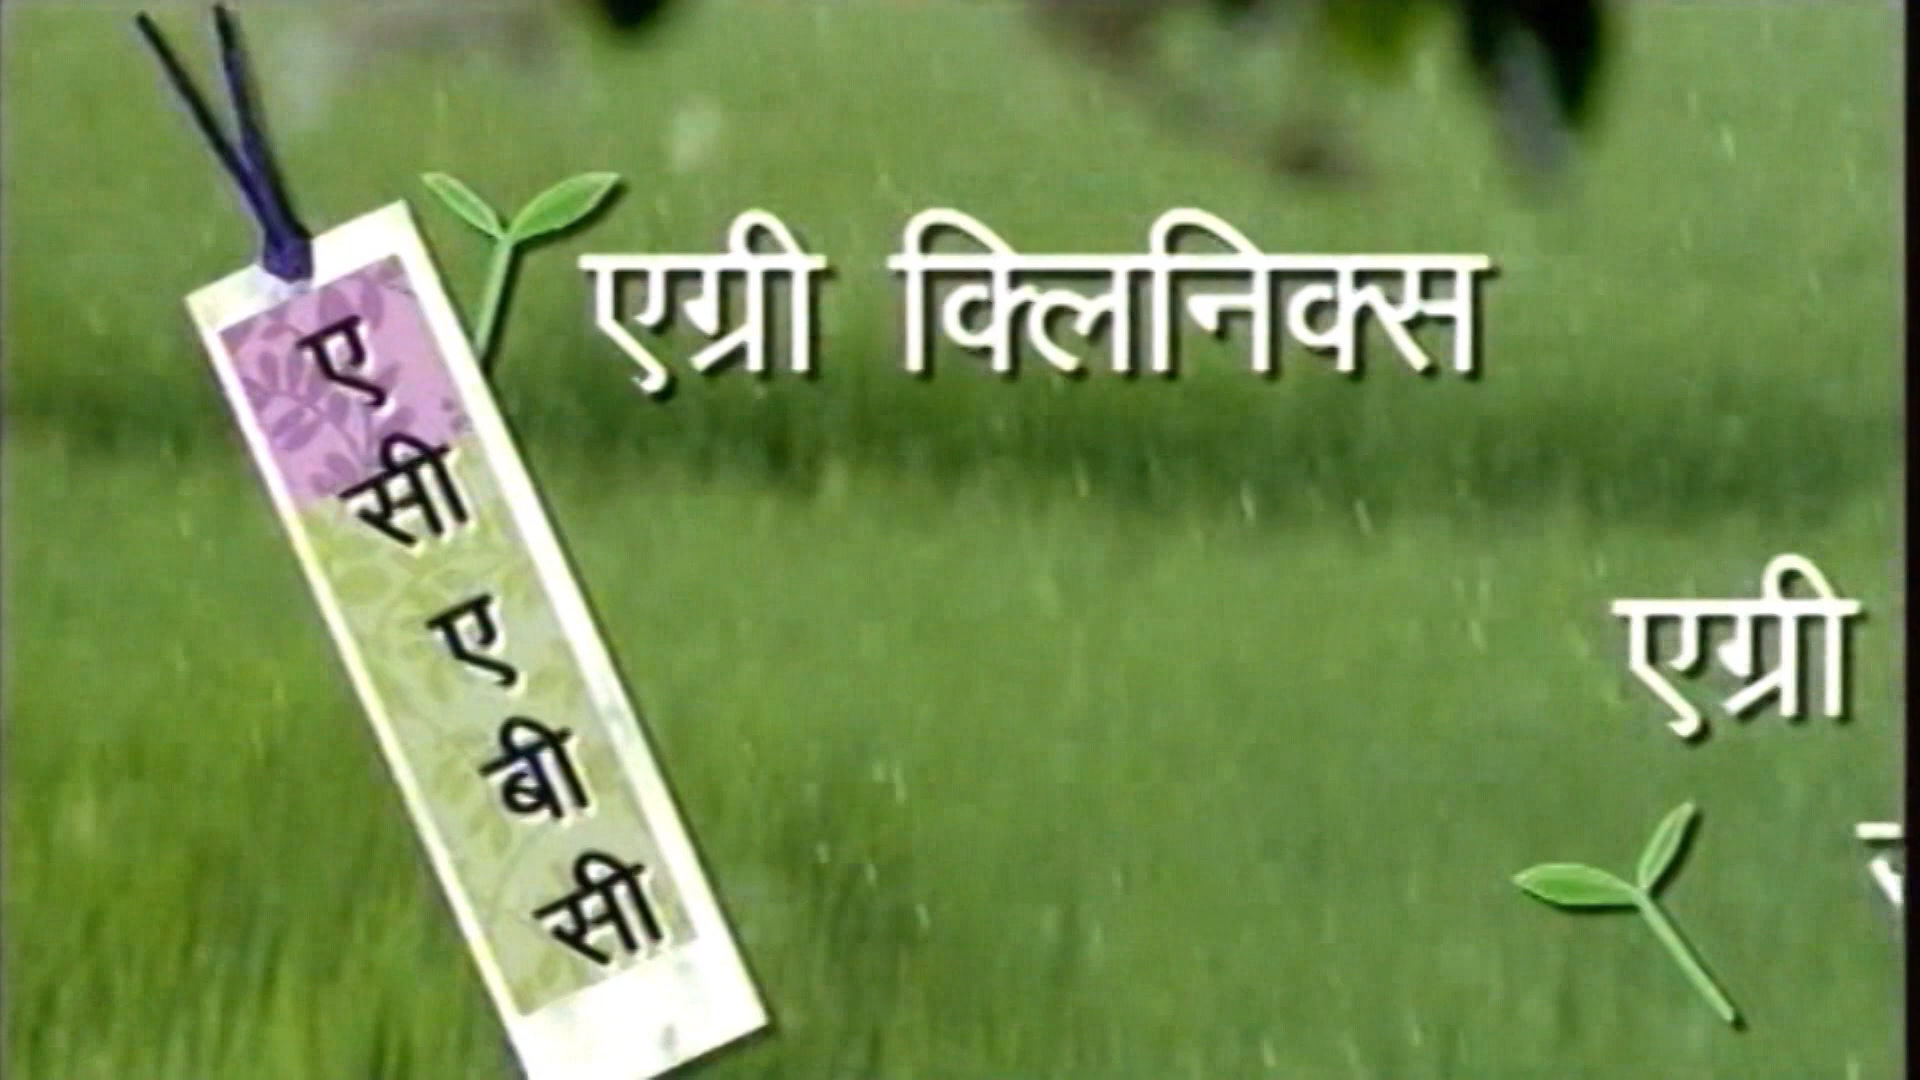 एग्री क्लिनिक्स
ए
सी
ए
बी
सी
एग्री